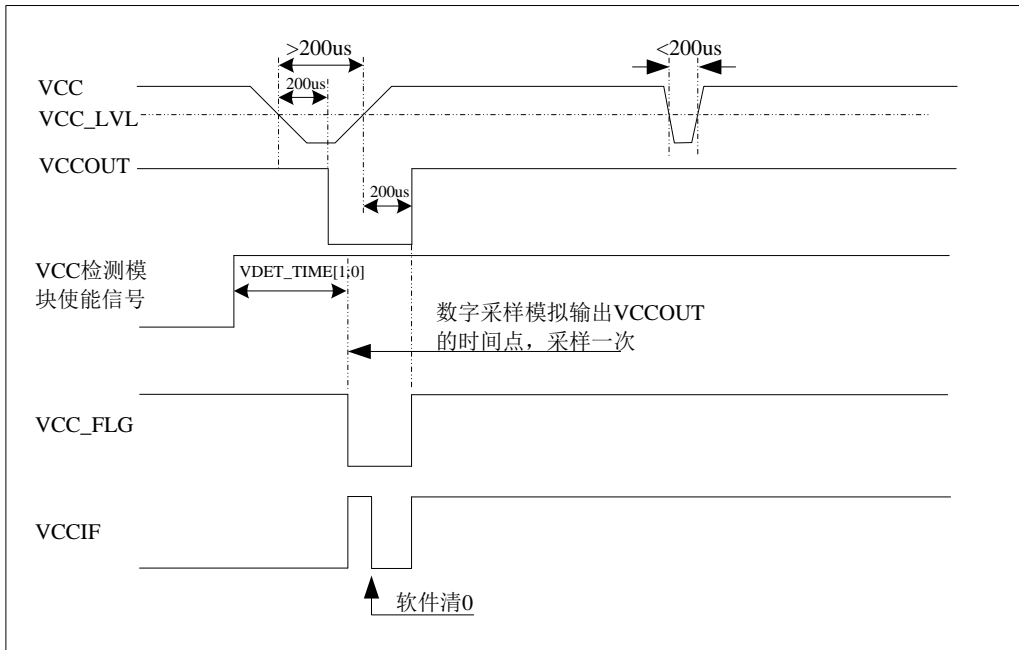 >200us
<200us
200us
VCC
VCC_LVL
VCCOUT
200us
VCC检测模
块使能信号
VDET_TIME[1,0]
数字采样模拟输出VCCOUT
的时间点，采样一次
VCC_FLG
VCCIF
软件清0